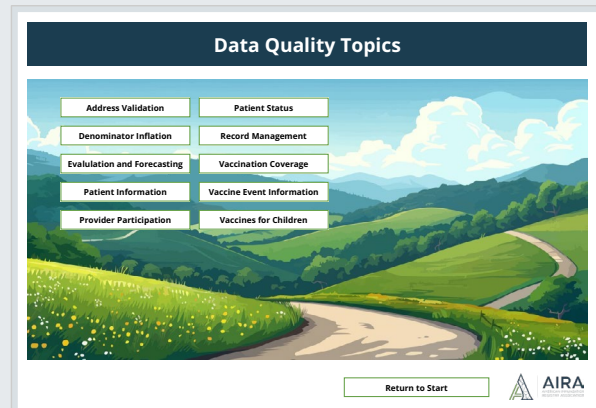 Data Quality Topics
Address Validation
Patient Status
Denominator Inflation
Record Management
Evalulation and Forecasting
Vaccination Coverage
Patient Information
Vaccine Event Information
Provider Participation
Vaccines for Children
Return to Start
AIRA